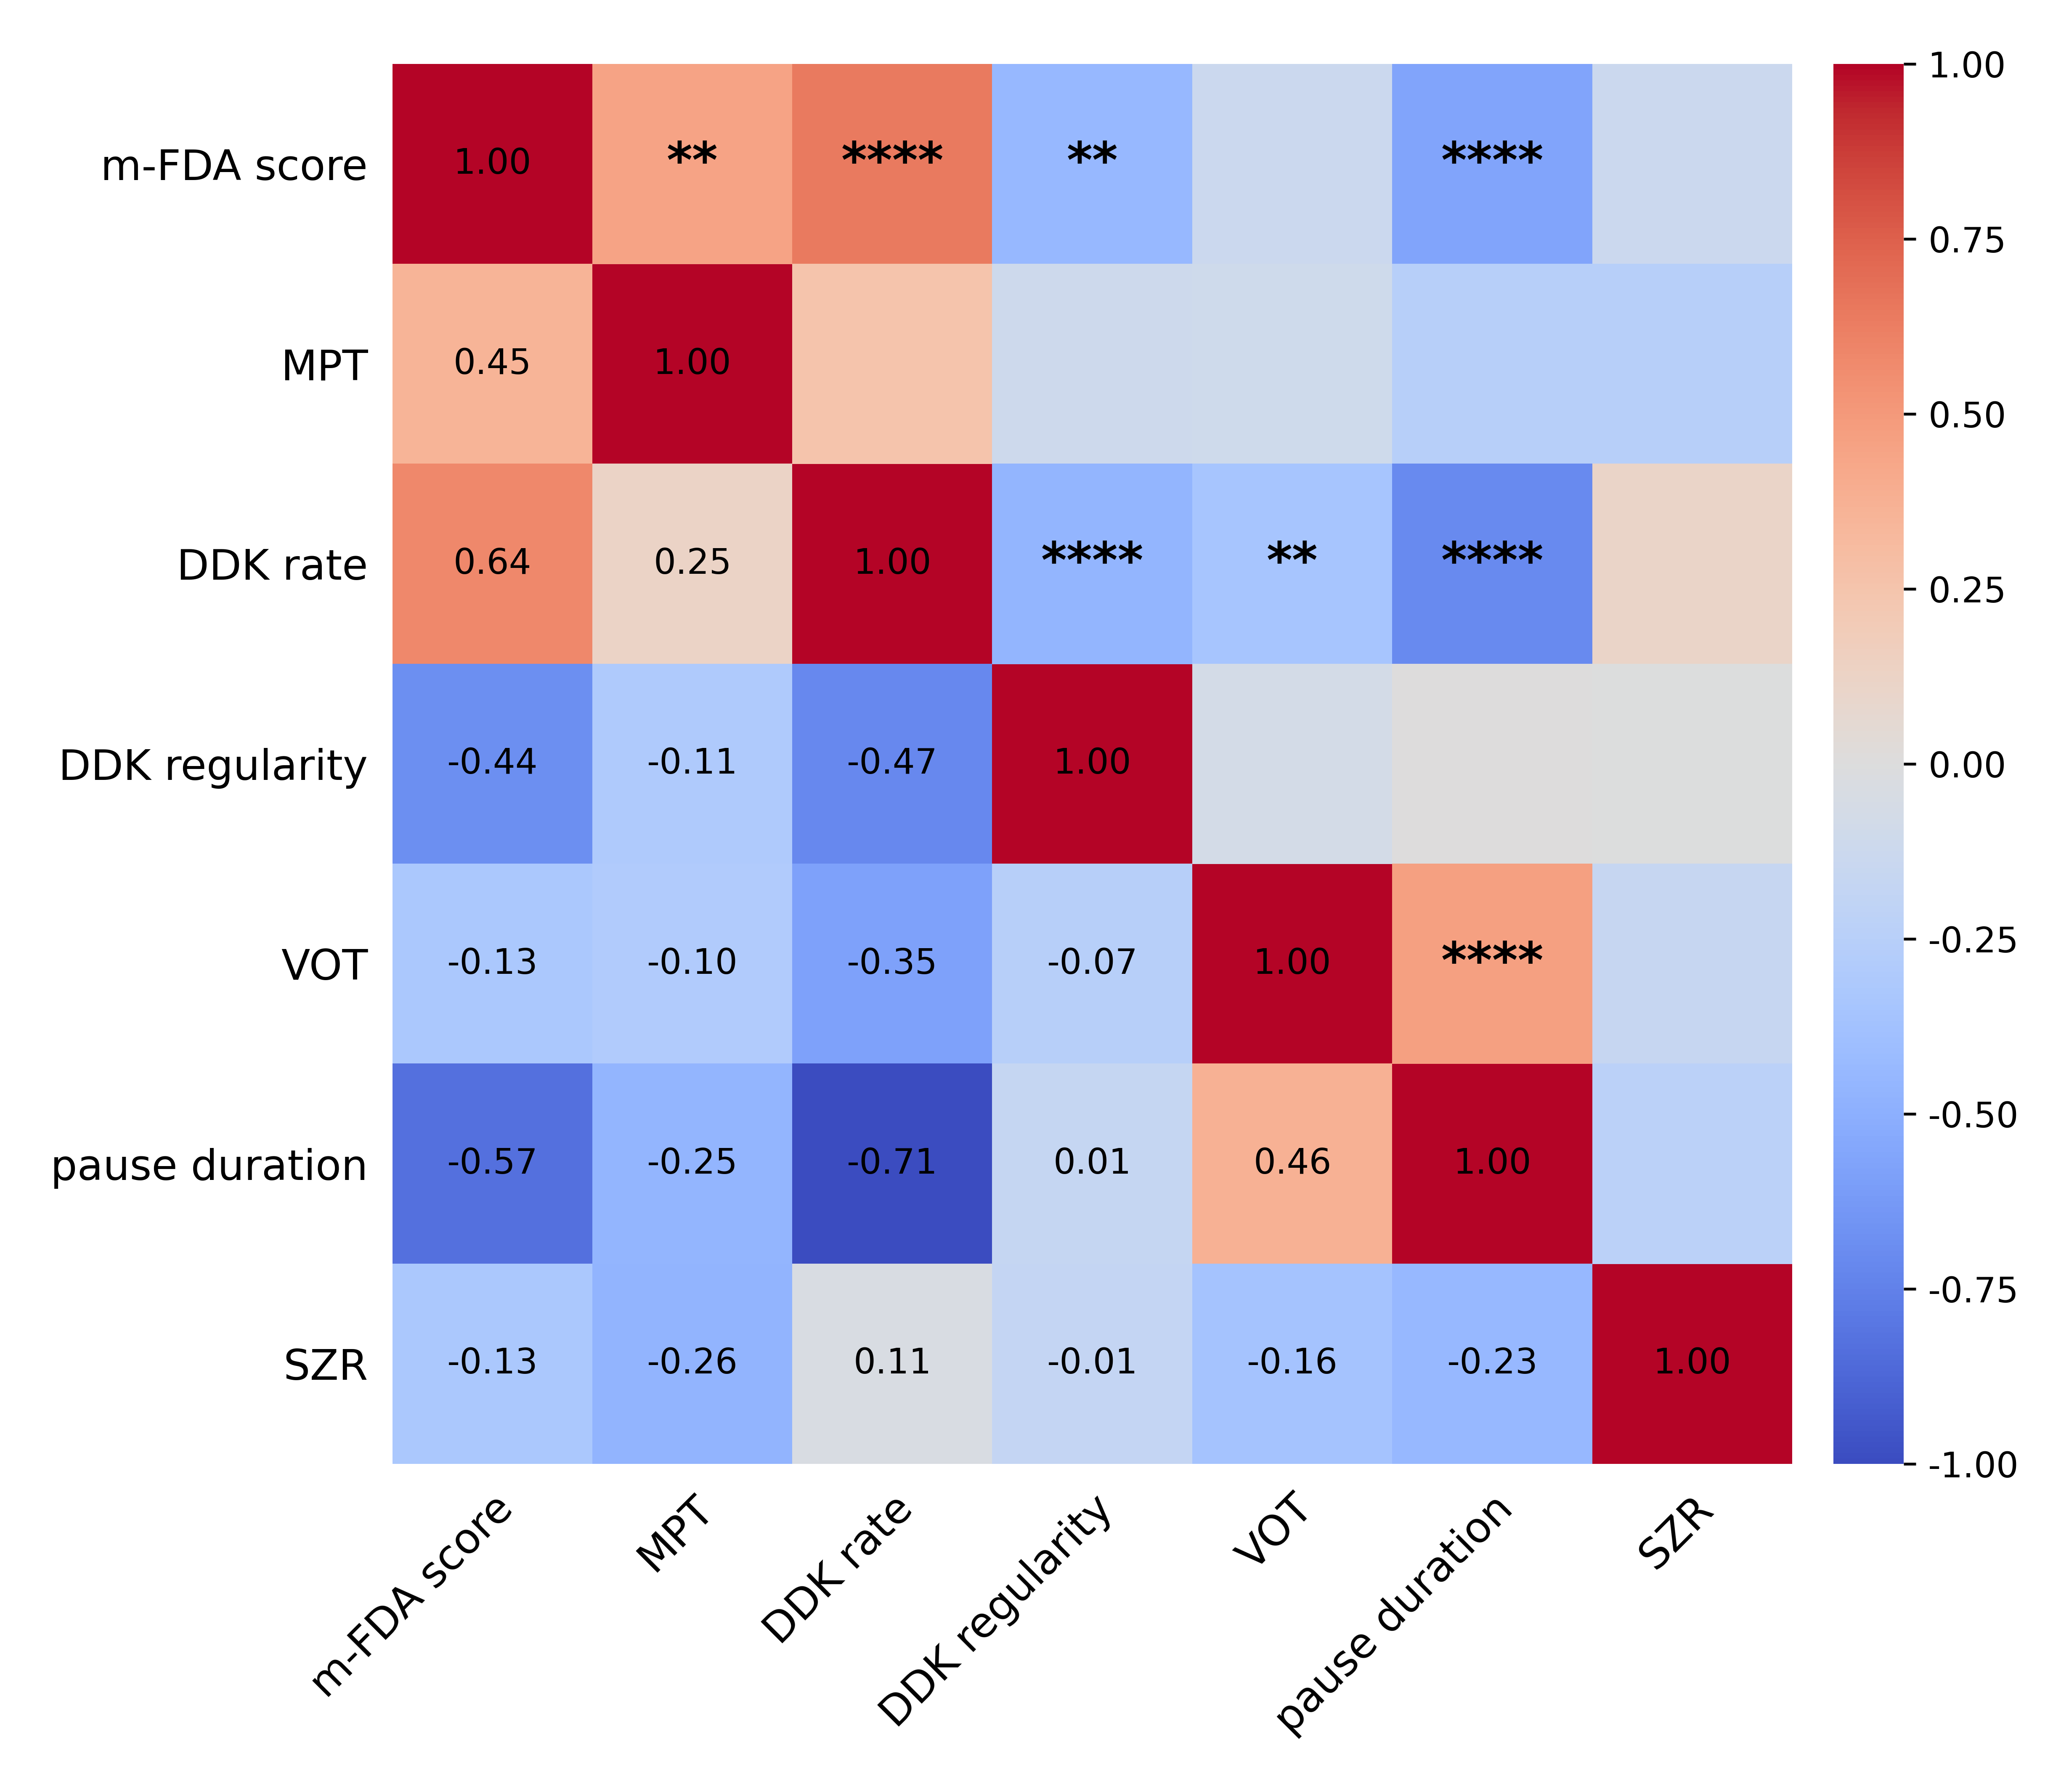 m-FDA score 1.00 ** **** ** ****
MPT 0.45 1.00
DDK rate 0.64 0.25 1.00 **** ** ****
DDK regularity -0.44 -0.11 -0.47 1.00
VOT -0.13 -0.10 -0.35 -0.07 1.00 ****
pause duration -0.57 -0.25 -0.71 0.01 0.46 1.00
SZR -0.13 -0.26 0.11 -0.01 -0.16 -0.23 1.00
m-FDA score
MPT
DDK rate
DDK regularity
VOT
pause duration
SZR
1.00
0.75
0.50
0.25
0.00
-0.25
-0.50
-0.75
-1.00